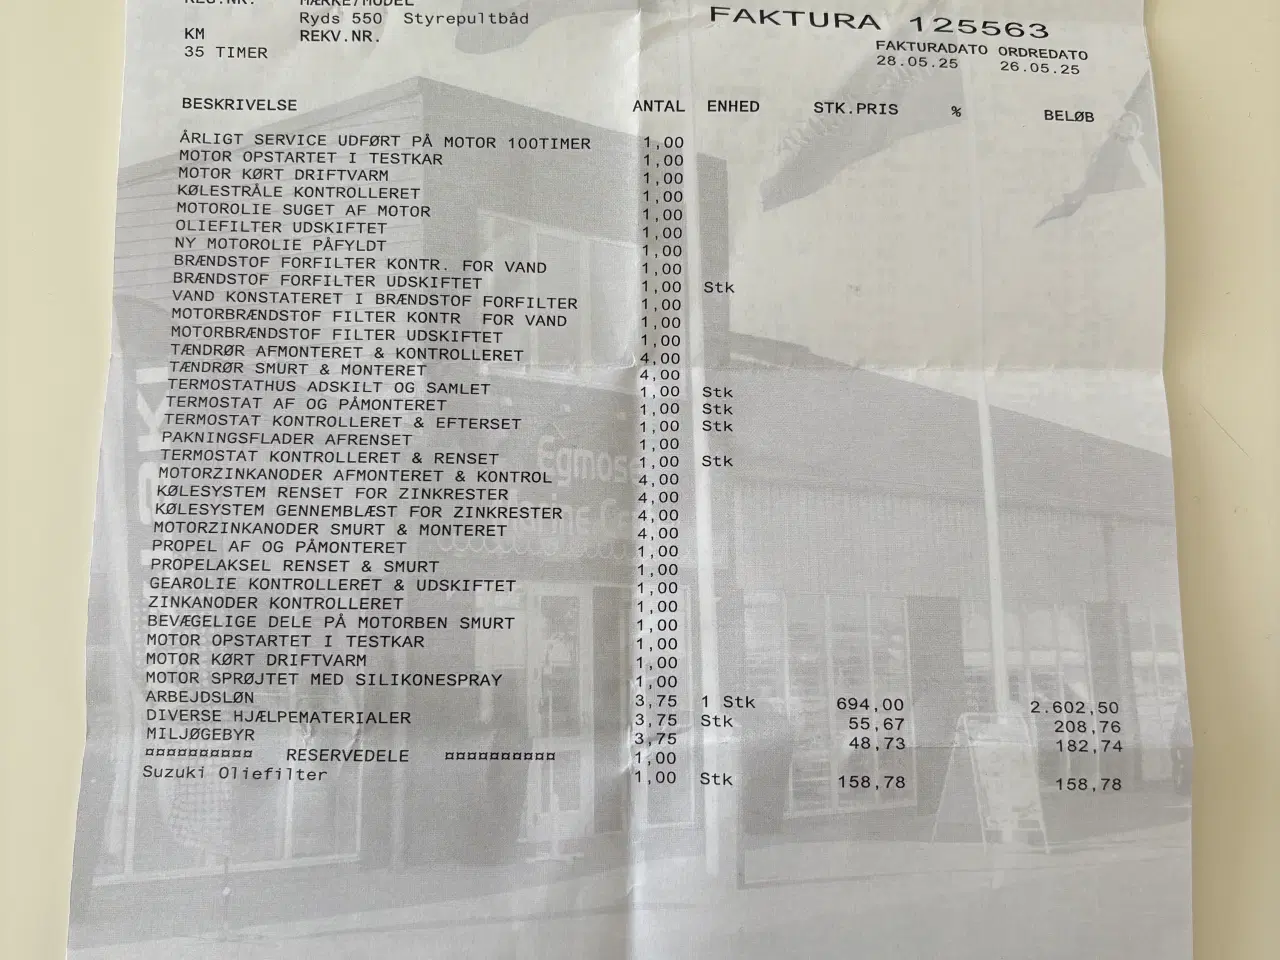 REG.NR. MÆRKE/MODEL
Ryds 550 Styrepultbåd
FAKTURA 125563
KM REKV.NR.
35 TIMER
FAKTURADATO ORDREDATO
28.05.25 26.05.25
BESKRIVELSE ANTAL ENHED STK.PRIS % BELØB
ÅRLIGT SERVICE UDFØRT PÅ MOTOR 100TIMER 1,00
MOTOR OPSTARTET I TESTKAR 1,00
MOTOR KØRT DRIFTVARM 1,00
KØLESTRÅLE KONTROLLERET 1,00
MOTOROLIE SUGET AF MOTOR 1,00
OLIEFILTER UDSKIFTET 1,00
NY MOTOROLIE PÅFYLDT 1,00
BRÆNDSTOF FORFILTER KONTR. FOR VAND 1,00
BRÆNDSTOF FORFILTER UDSKIFTET 1,00 Stk
VAND KONSTATERET I BRÆNDSTOF FORFILTER 1,00
MOTORBRÆNDSTOF FILTER KONTR FOR VAND 1,00
MOTORBRÆNDSTOF FILTER UDSKIFTET 1,00
TÆNDRØR AFMONTERET & KONTROLLERET 4,00
TÆNDRØR SMURT & MONTERET 4,00
TERMOSTATHUS ADSKILT OG SAMLET 1,00 Stk
TERMOSTAT AF OG PÅMONTERET 1,00 Stk
TERMOSTAT KONTROLLERET & EFTERSET 1,00 Stk
PAKNINGSFLADER AFRENSET 1,00
TERMOSTAT KONTROLLERET & RENSET 1,00 Stk
MOTORZINKANODER AFMONTERET & KONTROL 4,00
KØLESYSTEM RENSET FOR ZINKRESTER 4,00
KØLESYSTEM GENNEMBLÆST FOR ZINKRESTER 4,00
MOTORZINKANODER SMURT & MONTERET 4,00
PROPEL AF OG PÅMONTERET 1,00
PROPELAKSEL RENSET & SMURT 1,00
GEAROLIE KONTROLLERET & UDSKIFTET 1,00
ZINKANODER KONTROLLERET 1,00
BEVÆGELIGE DELE PÅ MOTORBEN SMURT 1,00
MOTOR OPSTARTET I TESTKAR 1,00
MOTOR KØRT DRIFTVARM 1,00
MOTOR SPRØJTET MED SILIKONESPRAY 1,00
ARBEJDSLØN 3,75 1 Stk 694,00 2.602,50
DIVERSE HJÆLPEMATERIALER 3,75 Stk 55,67 208,76
MILJØGEBYR 3,75 48,73 182,74
¤¤¤¤¤¤¤¤¤¤ RESERVEDELE ¤¤¤¤¤¤¤¤¤¤ 1,00
Suzuki Oliefilter 1,00 Stk 158,78 158,78